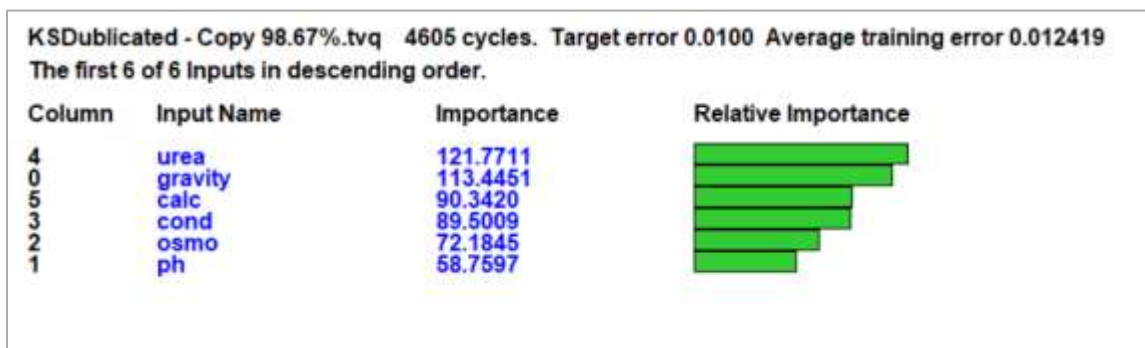 KSDublicated - Copy 98.67%.tvq 4605 cycles. Target error 0.0100 Average training error 0.012419
The first 6 of 6 Inputs in descending order.
Column Input Name Importance Relative Importance
4 urea 121.7711
0 gravity 113.4451
5 calc 90.3420
3 cond 89.5009
2 osmo 72.1845
1 ph 58.7597